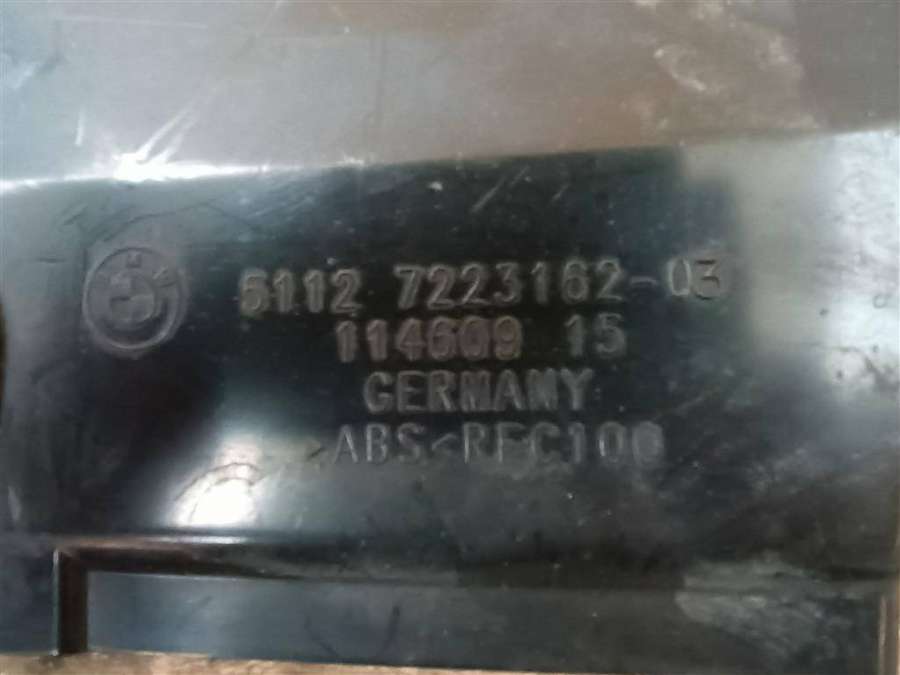 6112 7223162-03
114609 15
GERMANY
>ABS< REC100